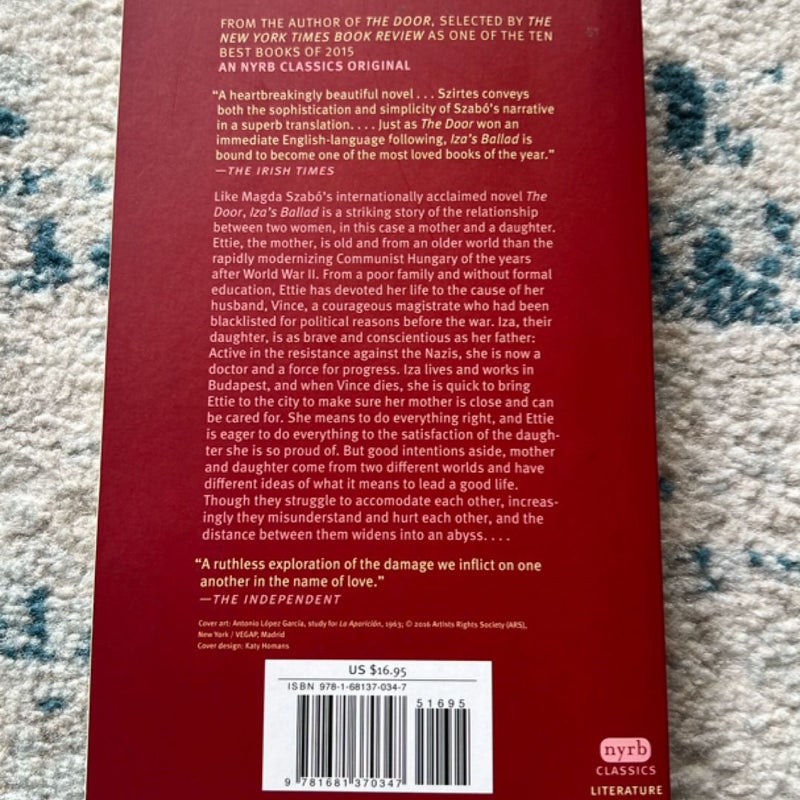 FROM THE AUTHOR OF THE DOOR, SELECTED BY THE
NEW YORK TIMES BOOK REVIEW AS ONE OF THE TEN
BEST BOOKS OF 2015
AN NYRB CLASSICS ORIGINAL
“A heartbreakingly beautiful novel . . . Szirtes conveys
both the sophistication and simplicity of Szabó’s narrative
in a superb translation. . . . Just as The Door won an
immediate English-language following, Iza’s Ballad is
bound to become one of the most loved books of the year.”
—THE IRISH TIMES
Like Magda Szabó’s internationally acclaimed novel The
Door, Iza’s Ballad is a striking story of the relationship
between two women, in this case a mother and a daughter.
Ettie, the mother, is old and from an older world than the
rapidly modernizing Communist Hungary of the years
after World War II. From a poor family and without formal
education, Ettie has devoted her life to the cause of her
husband, Vince, a courageous magistrate who had been
blacklisted for political reasons before the war. Iza, their
daughter, is as brave and conscientious as her father:
Active in the resistance against the Nazis, she is now a
doctor and a force for progress. Iza lives and works in
Budapest, and when Vince dies, she is quick to bring
Ettie to the city to make sure her mother is close and can
be cared for. She means to do everything right, and Ettie
is eager to do everything to the satisfaction of the daugh-
ter she is so proud of. But good intentions aside, mother
and daughter come from two different worlds and have
different ideas of what it means to lead a good life.
Though they struggle to accomodate each other, increas-
ingly they misunderstand and hurt each other, and the
distance between them widens into an abyss. . . .
“A ruthless exploration of the damage we inflict on one
another in the name of love.”
—THE INDEPENDENT
Cover art: Antonio López García, study for La Aparición, 1963; © 2016 Artists Rights Society (ARS),
New York / VEGAP, Madrid
Cover design: Katy Homans
US $16.95
ISBN 978-1-68137-034-7
51695
9 781681 370347
nyrb
CLASSICS
LITERATURE